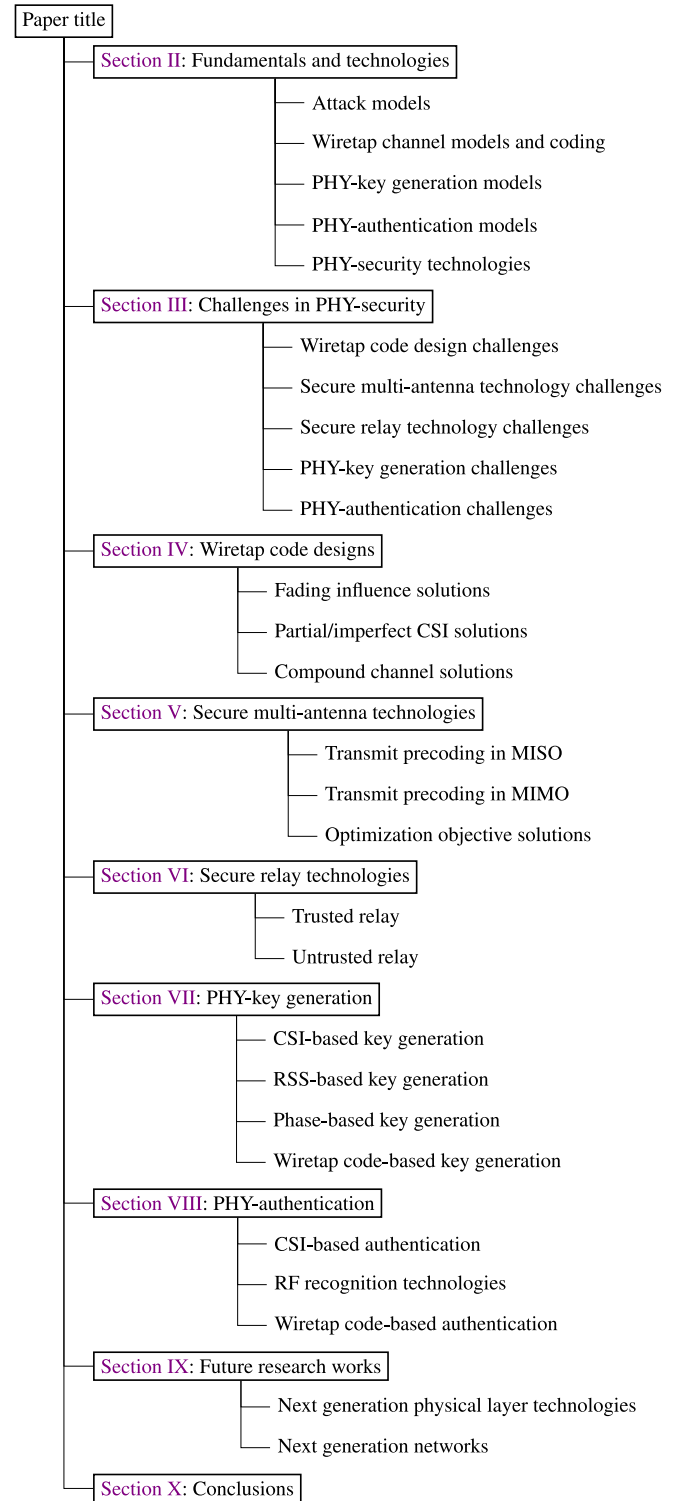 Paper title
Section II: Fundamentals and technologies
Attack models
Wiretap channel models and coding
PHY-key generation models
PHY-authentication models
PHY-security technologies
Section III: Challenges in PHY-security
Wiretap code design challenges
Secure multi-antenna technology challenges
Secure relay technology challenges
PHY-key generation challenges
PHY-authentication challenges
Section IV: Wiretap code designs
Fading influence solutions
Partial/imperfect CSI solutions
Compound channel solutions
Section V: Secure multi-antenna technologies
Transmit precoding in MISO
Transmit precoding in MIMO
Optimization objective solutions
Section VI: Secure relay technologies
Trusted relay
Untrusted relay
Section VII: PHY-key generation
CSI-based key generation
RSS-based key generation
Phase-based key generation
Wiretap code-based key generation
Section VIII: PHY-authentication
CSI-based authentication
RF recognition technologies
Wiretap code-based authentication
Section IX: Future research works
Next generation physical layer technologies
Next generation networks
Section X: Conclusions